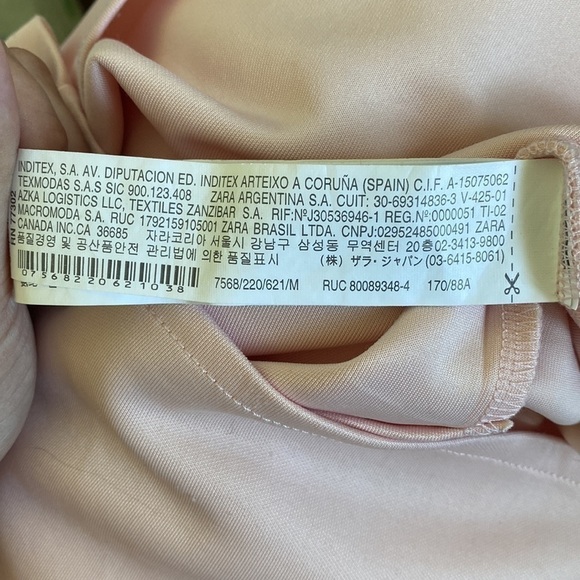 INDITEX, S.A. AV. DIPUTACION ED. INDITEX ARTEIXO A CORUÑA (SPAIN) C.I.F. A-15075062
TEXMODAS S.A.S SIC 900.123.408 ZARA ARGENTINA S.A. CUIT: 30-69314836-3 V-425-01
AZKA LOGISTICS LLC, TEXTILES ZANZIBAR S.A. RIF:NºJ30536946-1 REG.Nº:0000051 TI-02
MACROMODA S.A. RUC 1792159105001 ZARA BRASIL LTDA. CNPJ:02952485000491 ZARA
CANADA INC.CA 36685 자라코리아 서울시 강남구 삼성동 무역센터 20층02-3413-9800
품질경영 및 공산품안전 관리법에 의한 품질표시 (株) ザラ・ジャパン (03-6415-8061)
07368220621038 7568/220/621/M RUC 80089348-4 170/88A
RN 77302